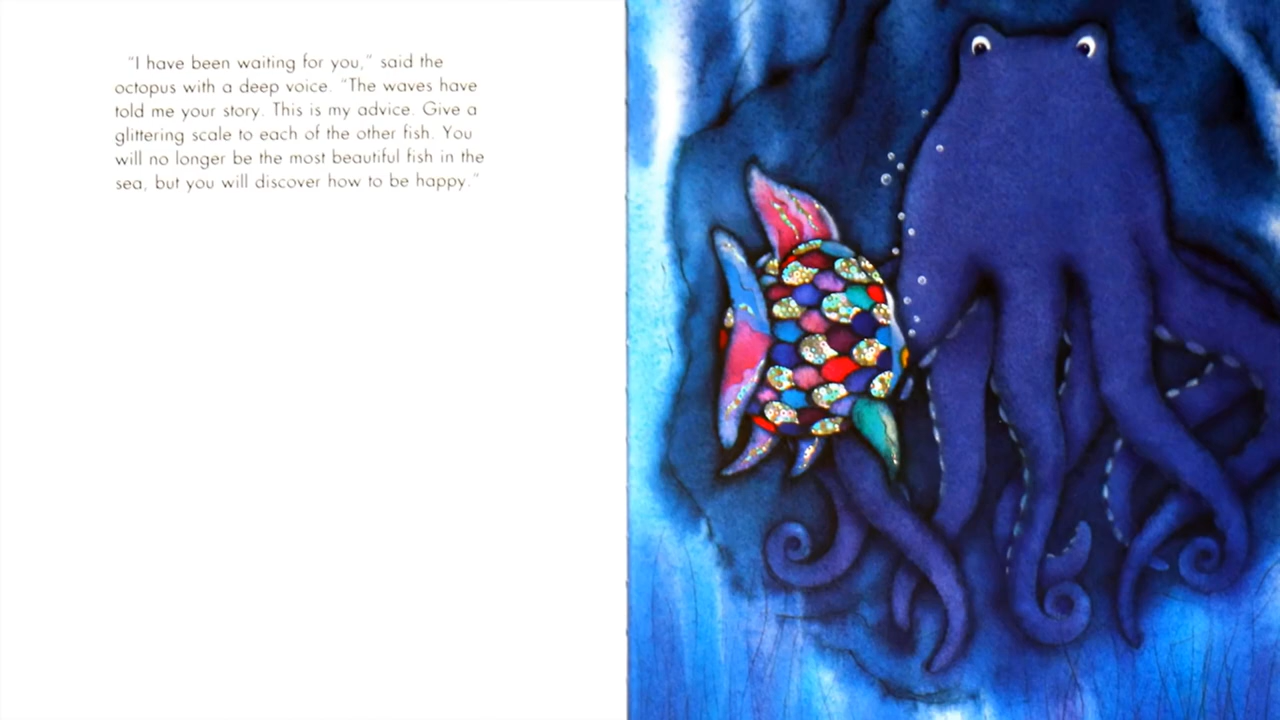 "I have been waiting for you," said the
octopus with a deep voice. "The waves have
told me your story. This is my advice. Give a
glittering scale to each of the other fish. You
will no longer be the most beautiful fish in the
sea, but you will discover how to be happy."